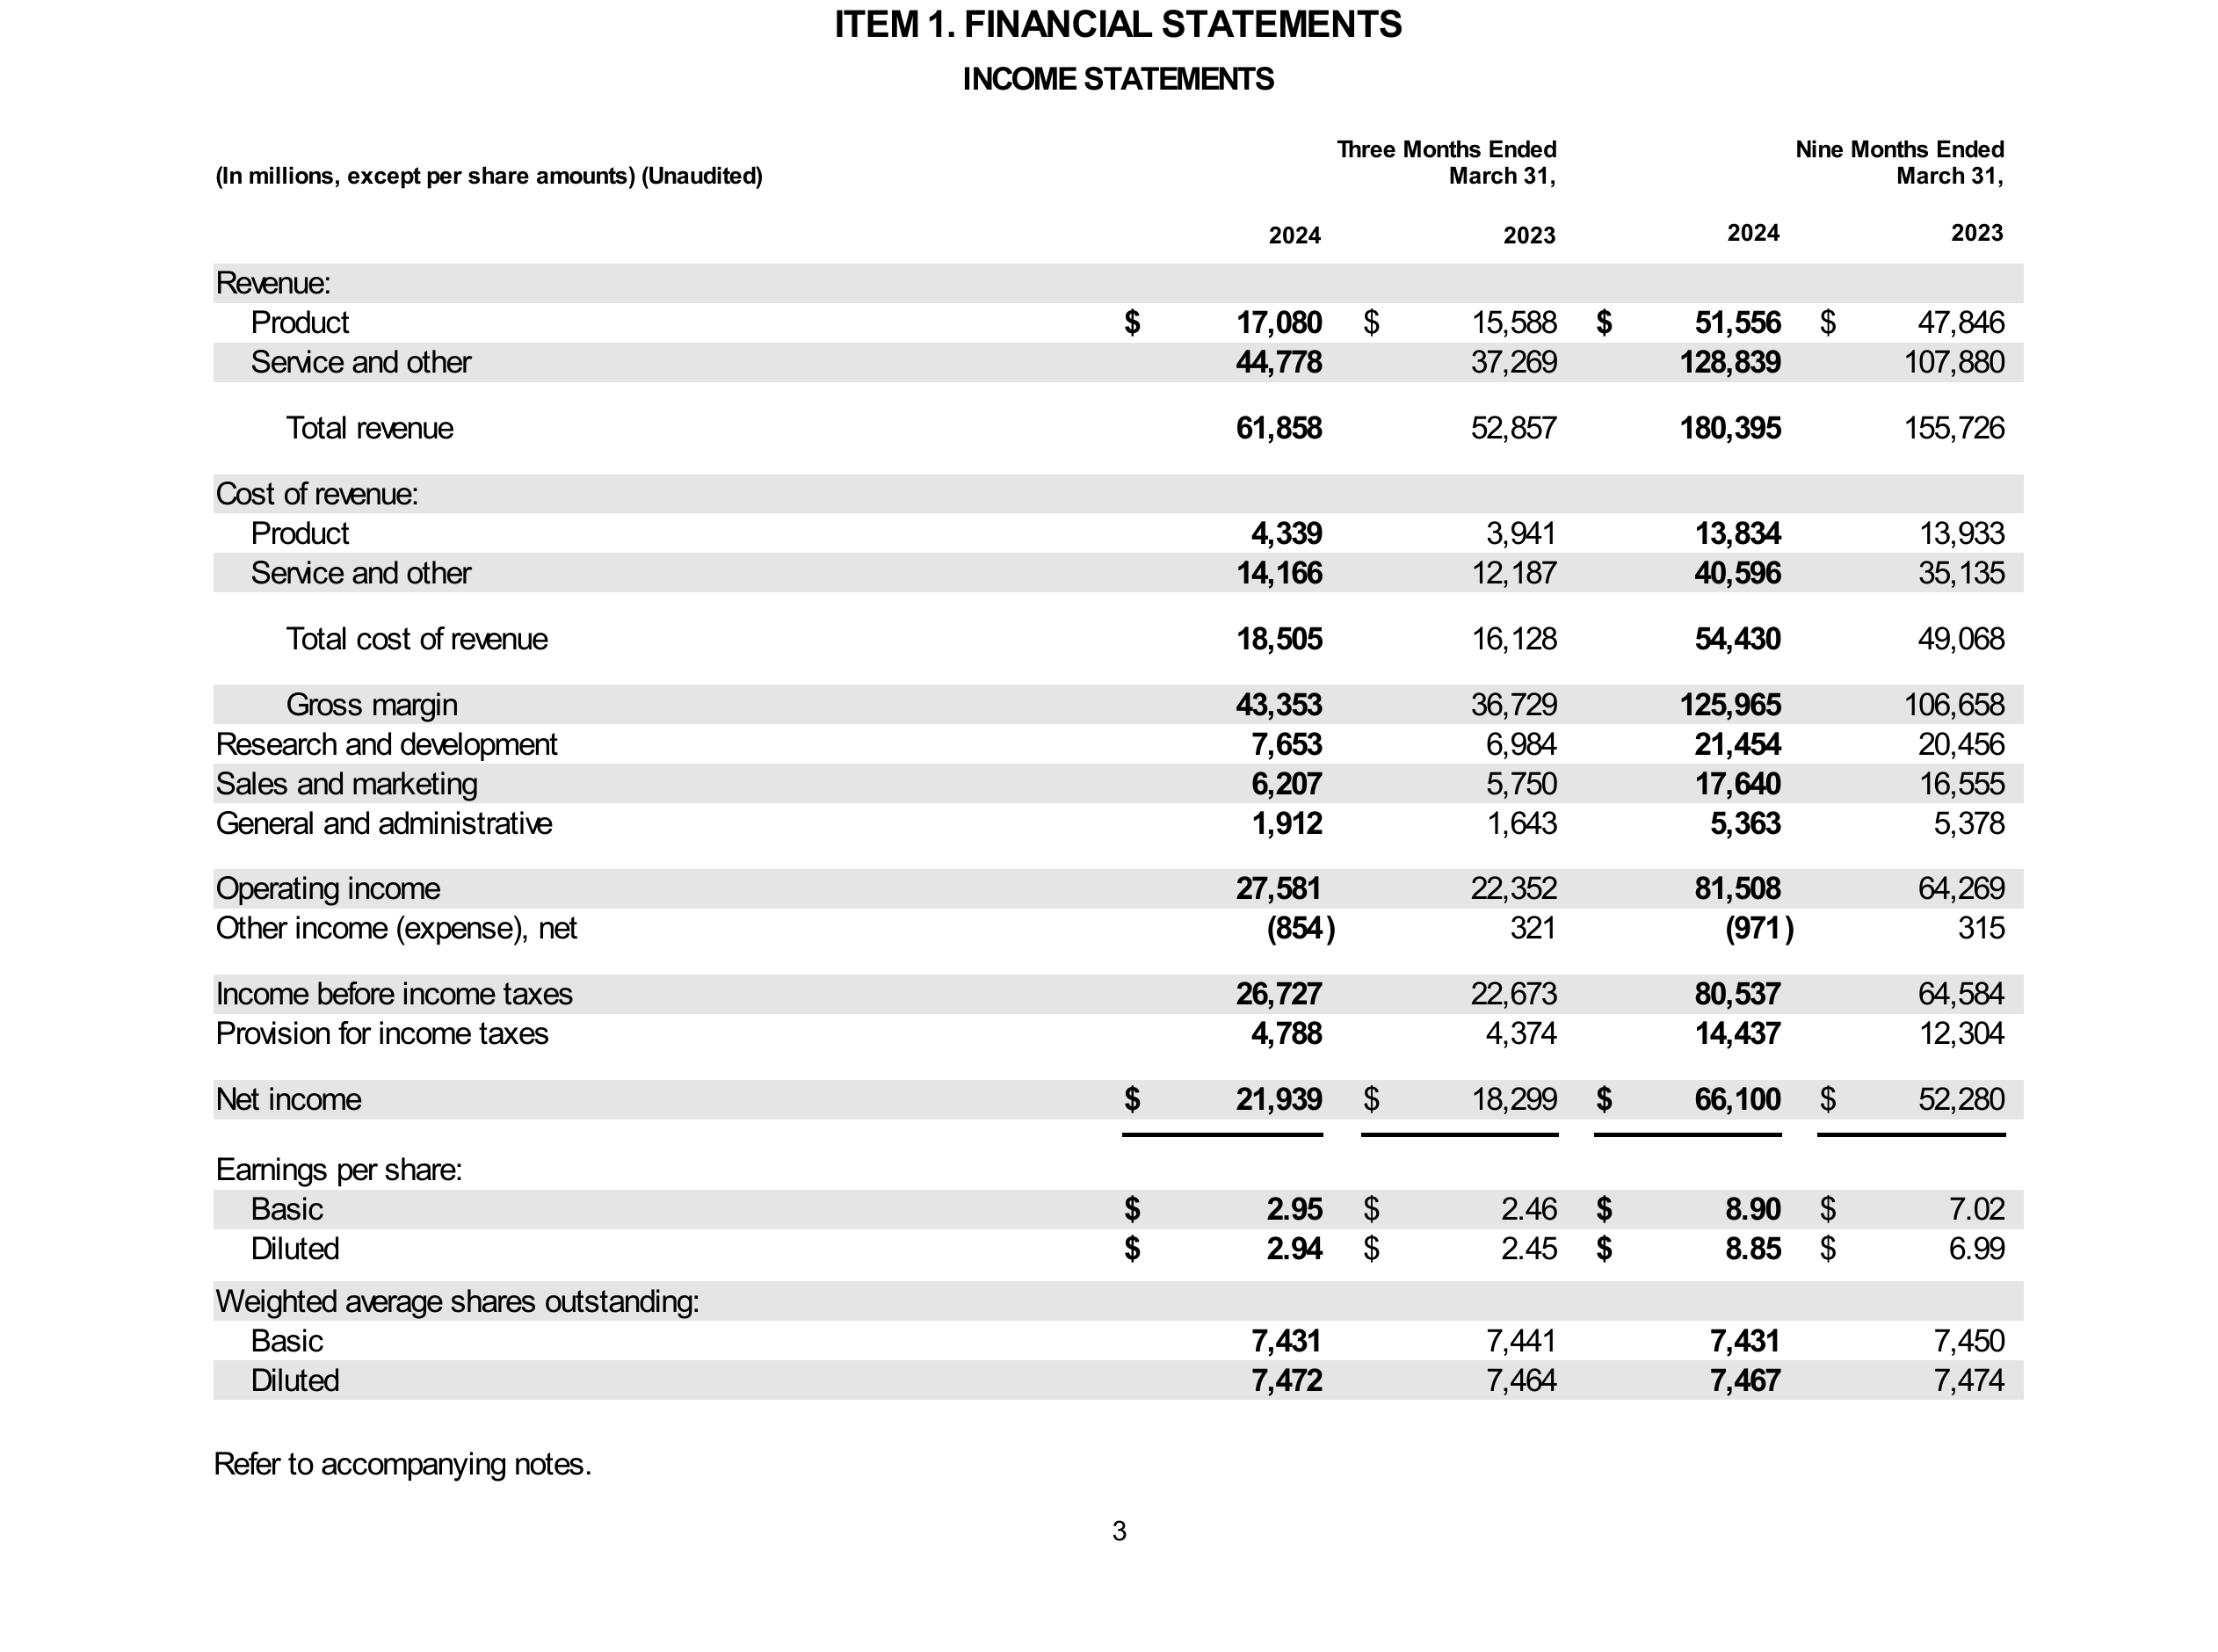 ITEM 1. FINANCIAL STATEMENTS
INCOME STATEMENTS
(In millions, except per share amounts) (Unaudited) Three Months Ended March 31, Nine Months Ended March 31,
2024 2023 2024 2023
Revenue:
Product $ 17,080 $ 15,588 $ 51,556 $ 47,846
Service and other 44,778 37,269 128,839 107,880
Total revenue 61,858 52,857 180,395 155,726
Cost of revenue:
Product 4,339 3,941 13,834 13,933
Service and other 14,166 12,187 40,596 35,135
Total cost of revenue 18,505 16,128 54,430 49,068
Gross margin 43,353 36,729 125,965 106,658
Research and development 7,653 6,984 21,454 20,456
Sales and marketing 6,207 5,750 17,640 16,555
General and administrative 1,912 1,643 5,363 5,378
Operating income 27,581 22,352 81,508 64,269
Other income (expense), net (854) 321 (971) 315
Income before income taxes 26,727 22,673 80,537 64,584
Provision for income taxes 4,788 4,374 14,437 12,304
Net income $ 21,939 $ 18,299 $ 66,100 $ 52,280
Earnings per share:
Basic $ 2.95 $ 2.46 $ 8.90 $ 7.02
Diluted $ 2.94 $ 2.45 $ 8.85 $ 6.99
Weighted average shares outstanding:
Basic 7,431 7,441 7,431 7,450
Diluted 7,472 7,464 7,467 7,474
Refer to accompanying notes.
3